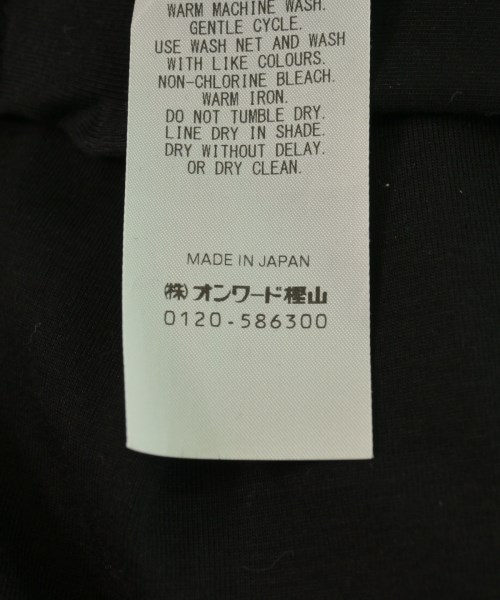 WARM MACHINE WASH.
GENTLE CYCLE.
USE WASH NET AND WASH
WITH LIKE COLOURS.
NON-CHLORINE BLEACH.
WARM IRON.
DO NOT TUMBLE DRY.
LINE DRY IN SHADE.
DRY WITHOUT DELAY.
OR DRY CLEAN.
MADE IN JAPAN
㈱オンワード樫山
0120-586300